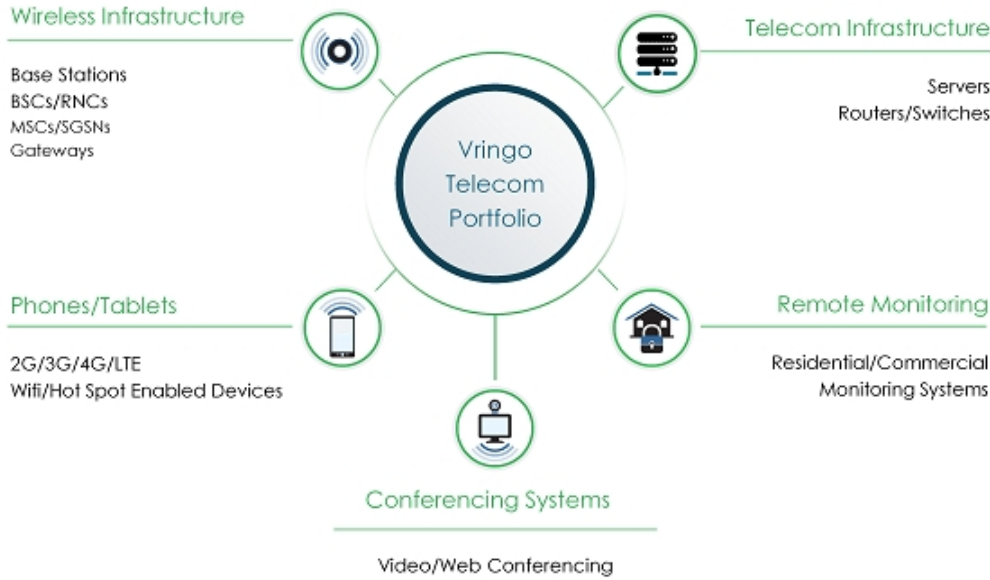 Wireless Infrastructure
Base Stations
BSCs/RNCs
MSCs/SGSNs
Gateways
Telecom Infrastructure
Servers
Routers/Switches
Vringo
Telecom
Portfolio
Phones/Tablets
2G/3G/4G/LTE
Wifi/Hot Spot Enabled Devices
Remote Monitoring
Residential/Commercial
Monitoring Systems
Conferencing Systems
Video/Web Conferencing